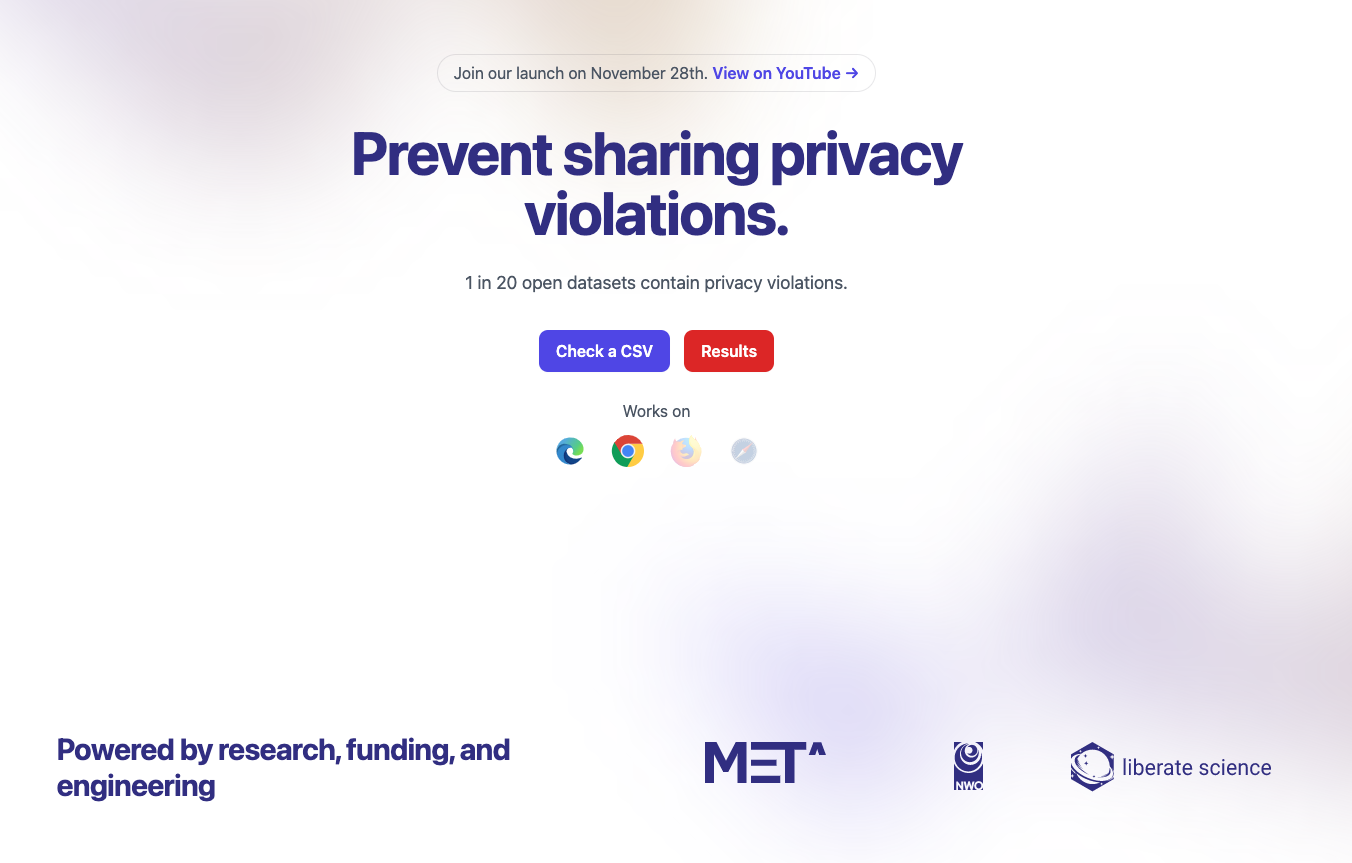 Join our launch on November 28th. View on YouTube →
Prevent sharing privacy
violations.
1 in 20 open datasets contain privacy violations.
Check a CSV
Results
Works on
Powered by research, funding, and
engineering
META
NWO
liberate science